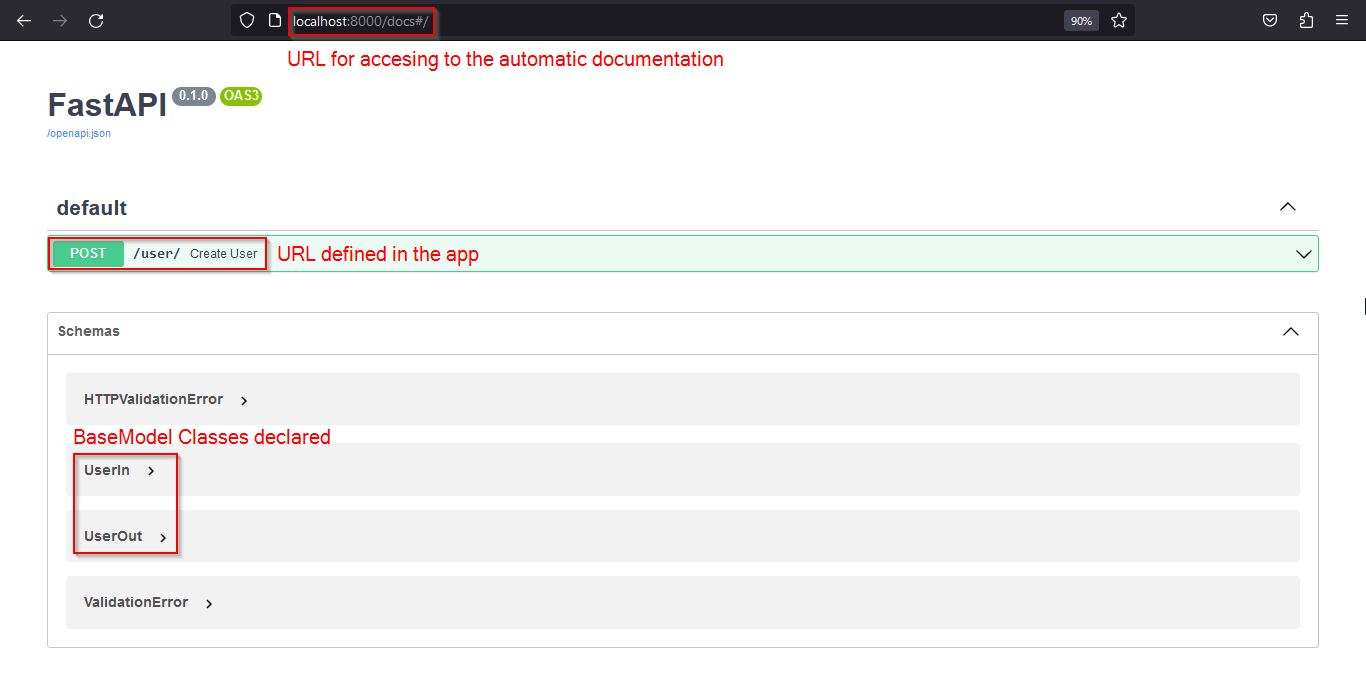 localhost:8000/docs#/
90%
URL for accesing to the automatic documentation
FastAPI 0.1.0 OAS3
/openapi.json
default
POST /user/ Create User URL defined in the app
Schemas
HTTPValidationError
BaseModel Classes declared
UserIn
UserOut
ValidationError